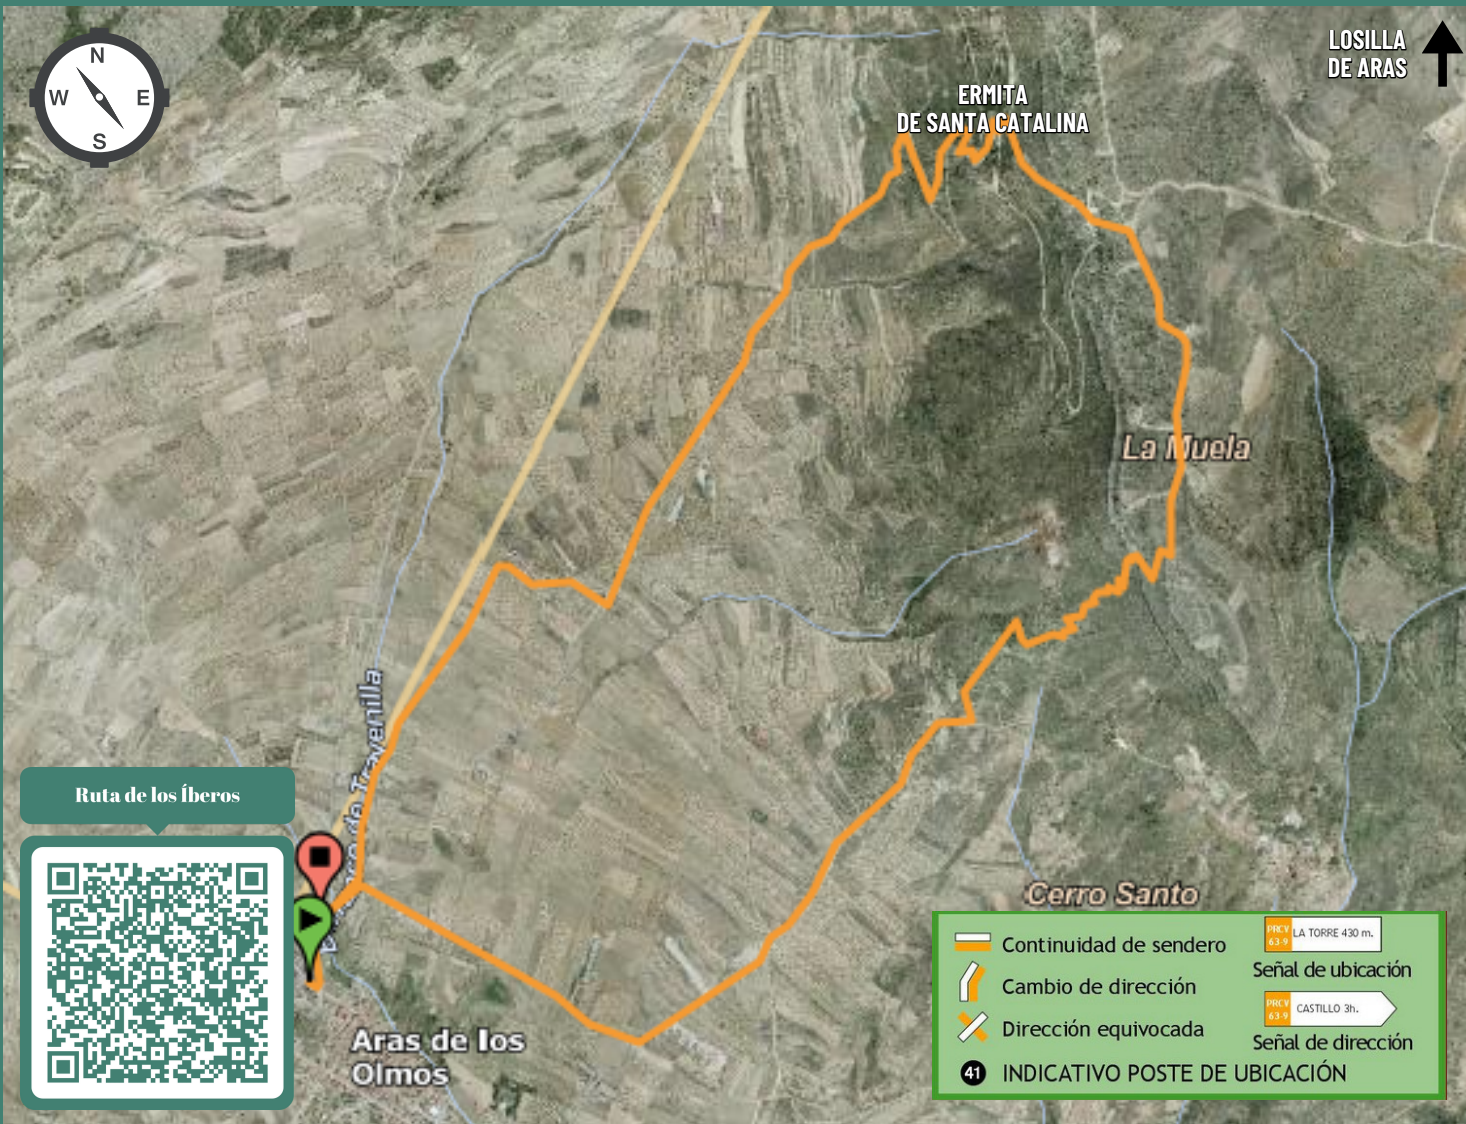 N
W E
S
LOSILLA
DE ARAS
ERMITA
DE SANTA CATALINA
La Muela
Travenilla
Ruta de los Íberos
Cerro Santo
Aras de los
Olmos
Continuidad de sendero
Cambio de dirección
Dirección equivocada
41 INDICATIVO POSTE DE UBICACIÓN
PRCV
63-9
LA TORRE 430 m.
Señal de ubicación
PRCV
63-9
CASTILLO 3h.
Señal de dirección